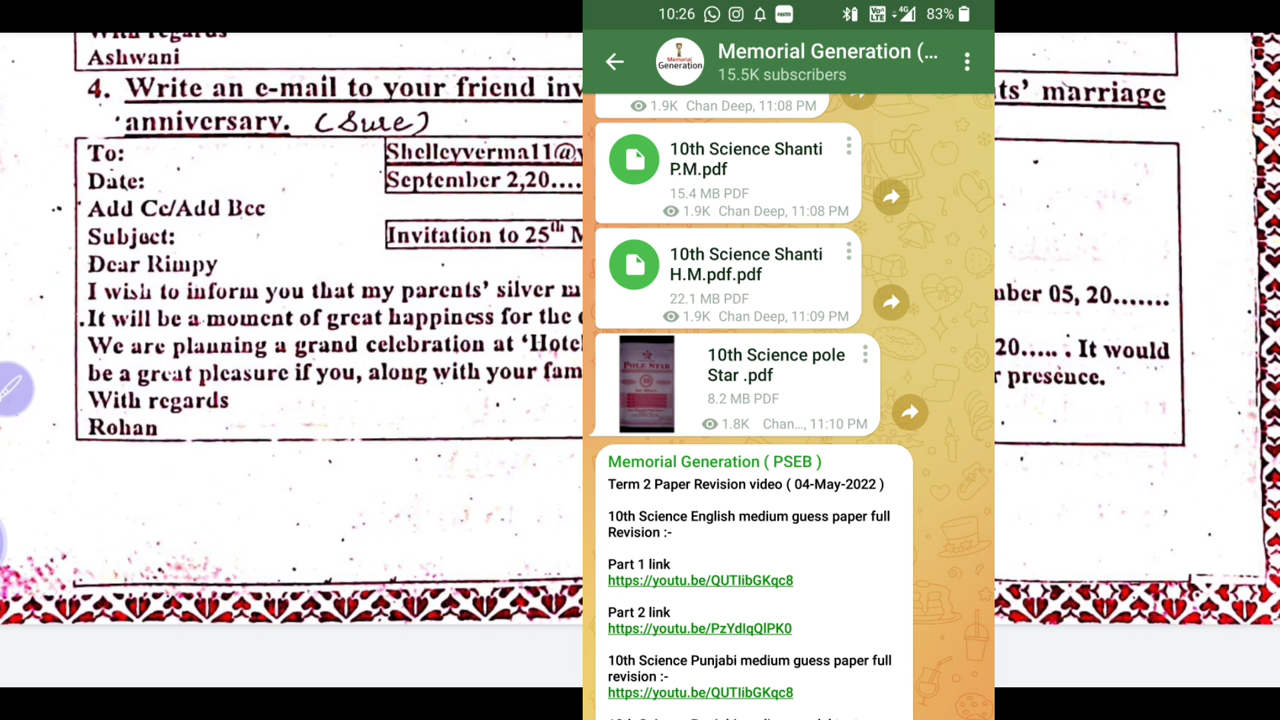 Ashwani
4. Write an e-mail to your friend
anniversary. (Sure)
To:
Date:
Add Cc/Add Bcc
Subject:
Dear Rimpy
I wish to inform you that my parents' silver
It will be a moment of great happiness for the
We are planning a grand celebration at
be a great pleasure if you, along with your
With regards
Rohan
Shelleyverma11@
September 2,20....
Invitation to 25th
10:26
VoLTE
4G
83%
Memorial Generation (...
15.5K subscribers
Memorial Generation
1.9K Chan Deep, 11:08 PM
10th Science Shanti
P.M.pdf
15.4 MB PDF
1.9K Chan Deep, 11:08 PM
10th Science Shanti
H.M.pdf.pdf
22.1 MB PDF
1.9K Chan Deep, 11:09 PM
POLE STAR
10th Science pole
Star .pdf
8.2 MB PDF
1.8K Chan..., 11:10 PM
Memorial Generation ( PSEB )
Term 2 Paper Revision video ( 04-May-2022 )
10th Science English medium guess paper full
Revision :-
Part 1 link
https://youtu.be/QUTIibGKqc8
Part 2 link
https://youtu.be/PzYdIqQlPK0
10th Science Punjabi medium guess paper full
revision :-
https://youtu.be/QUTIibGKqc8
marriage
05, 20.......
20..... . It would
presence.